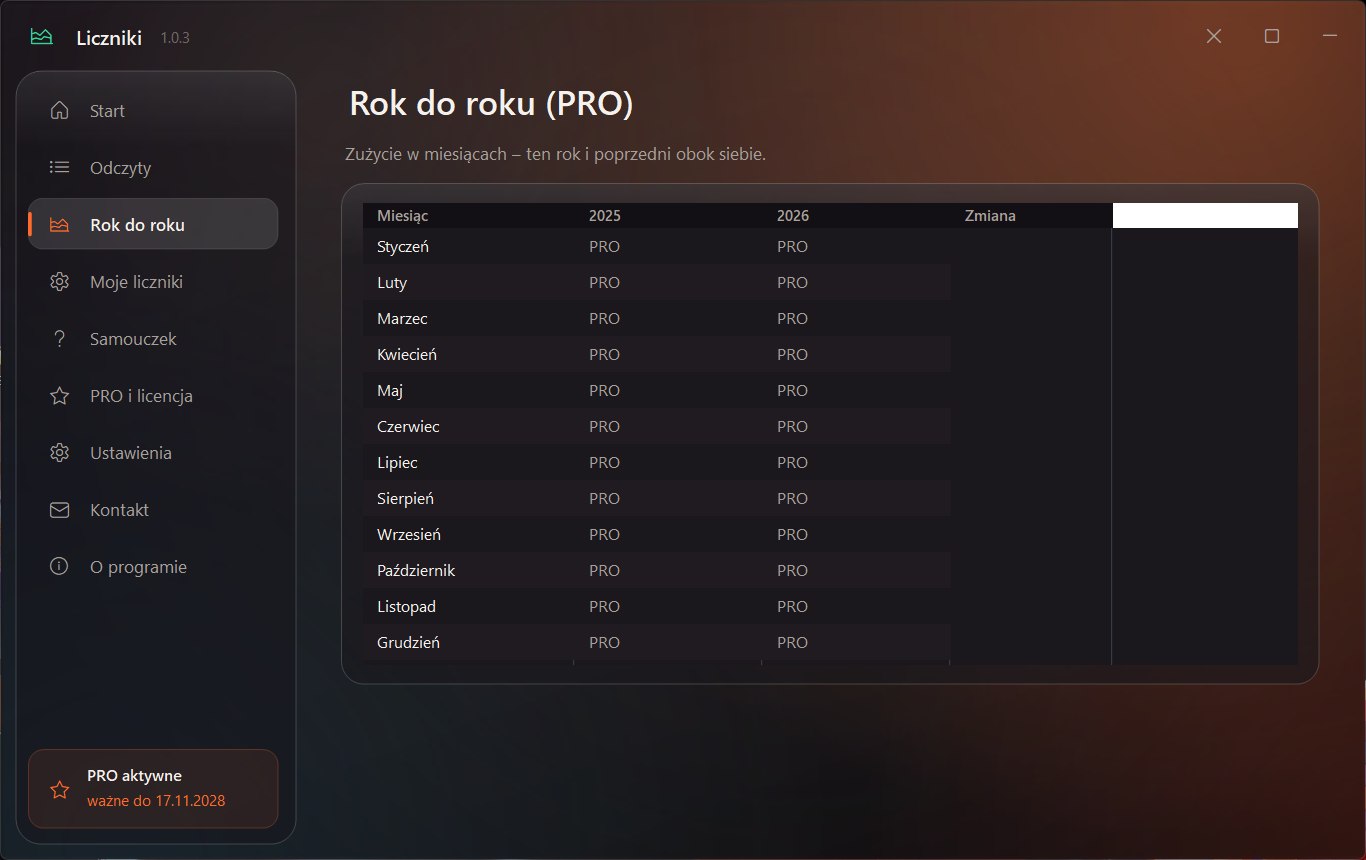 Liczniki 1.0.3
Start
Odczyty
Rok do roku
Moje liczniki
Samouczek
PRO i licencja
Ustawienia
Kontakt
O programie
PRO aktywne
ważne do 17.11.2028
Rok do roku (PRO)
Zużycie w miesiącach – ten rok i poprzedni obok siebie.
Miesiąc 2025 2026 Zmiana
Styczeń PRO PRO
Luty PRO PRO
Marzec PRO PRO
Kwiecień PRO PRO
Maj PRO PRO
Czerwiec PRO PRO
Lipiec PRO PRO
Sierpień PRO PRO
Wrzesień PRO PRO
Październik PRO PRO
Listopad PRO PRO
Grudzień PRO PRO